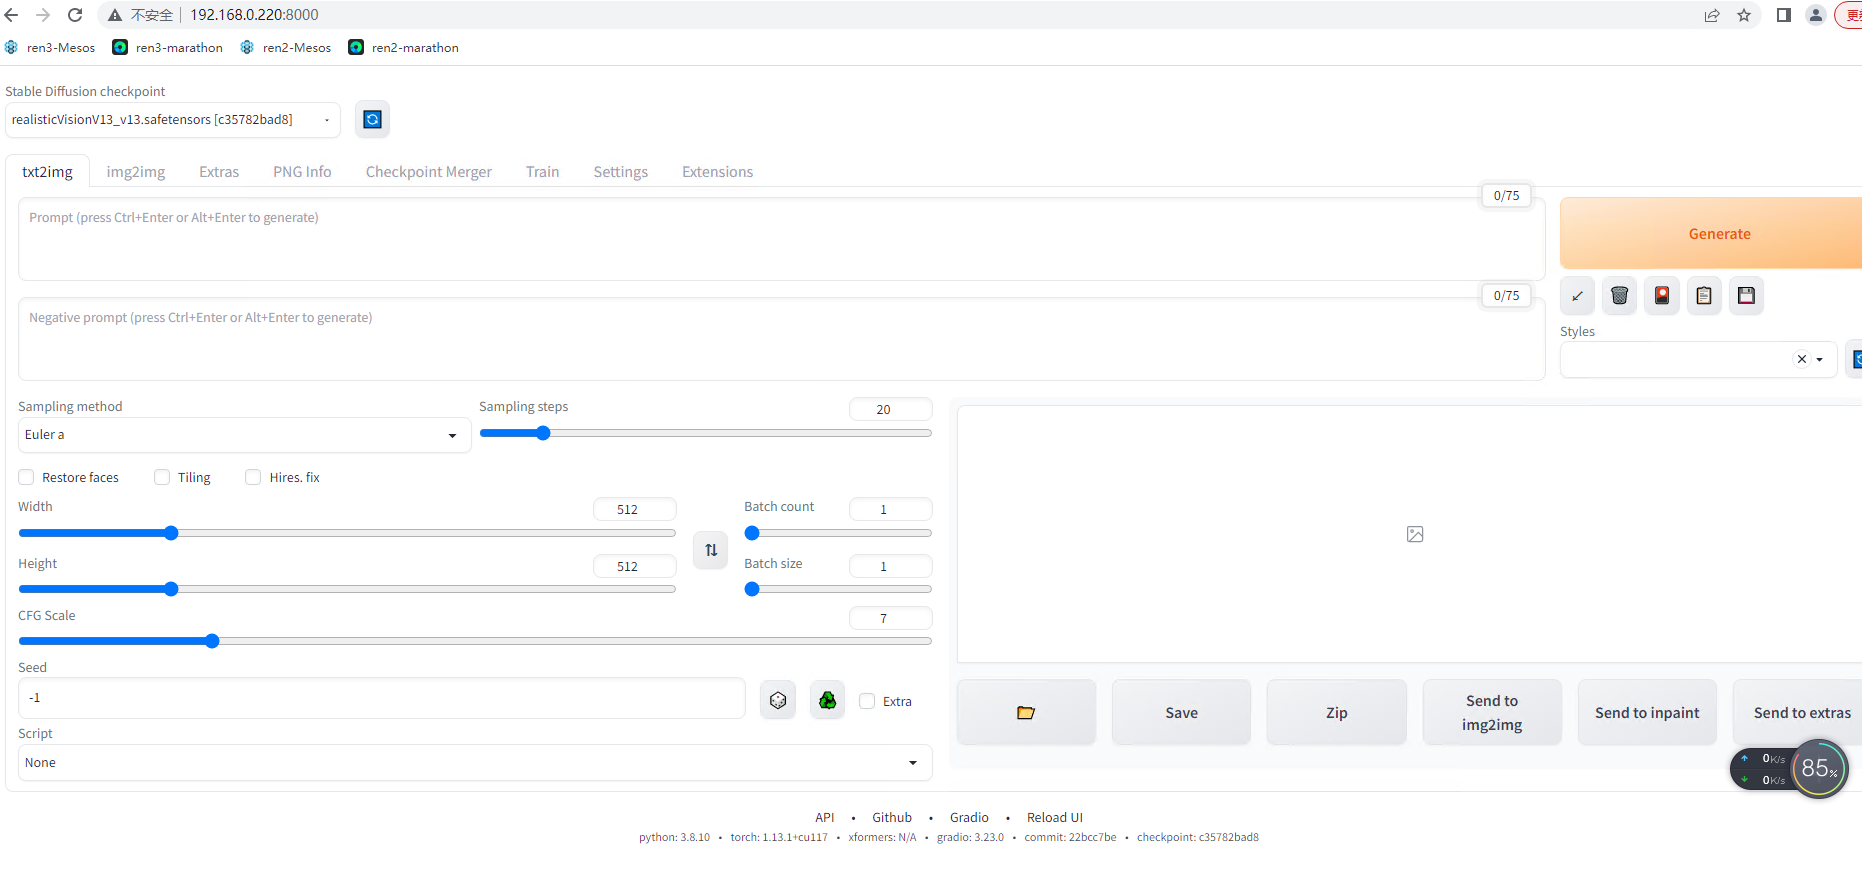 不安全 192.168.0.220:8000
ren3-Mesos ren3-marathon ren2-Mesos ren2-marathon
Stable Diffusion checkpoint
realisticVisionV13_v13.safetensors [c35782bad8]
txt2img img2img Extras PNG Info Checkpoint Merger Train Settings Extensions
0/75
Prompt (press Ctrl+Enter or Alt+Enter to generate)
Generate
0/75
Negative prompt (press Ctrl+Enter or Alt+Enter to generate)
Styles
Sampling method
Euler a
Sampling steps
20
Restore faces Tiling Hires. fix
Width
512
Batch count
1
Height
512
Batch size
1
CFG Scale
7
Seed
-1
Extra
Script
None
Save
Zip
Send to
img2img
Send to inpaint
Send to extras
0K/s
0K/s
85%
API • Github • Gradio • Reload UI
python: 3.8.10 • torch: 1.13.1+cu117 • xformers: N/A • gradio: 3.23.0 • commit: 22bcc7be • checkpoint: c35782bad8